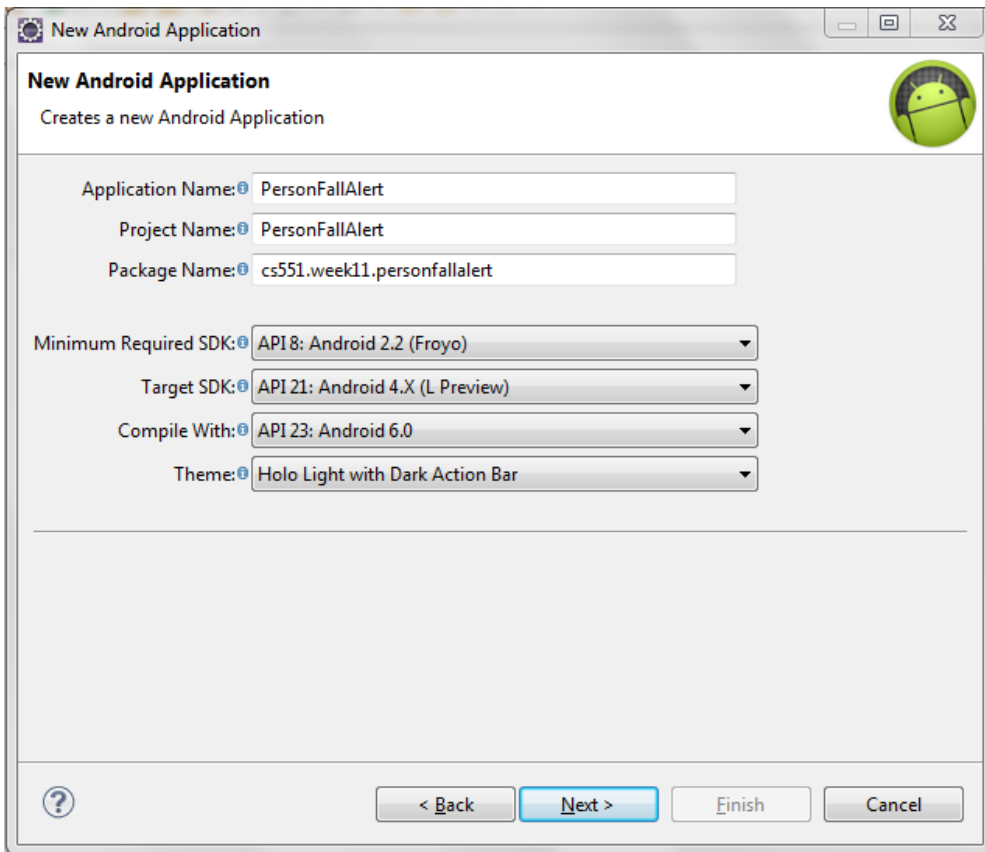 New Android Application
New Android Application
Creates a new Android Application
Application Name: PersonFallAlert
Project Name: PersonFallAlert
Package Name: cs551.week11.personfallalert
Minimum Required SDK: API 8: Android 2.2 (Froyo)
Target SDK: API 21: Android 4.X (L Preview)
Compile With: API 23: Android 6.0
Theme: Holo Light with Dark Action Bar
? < Back Next > Finish Cancel